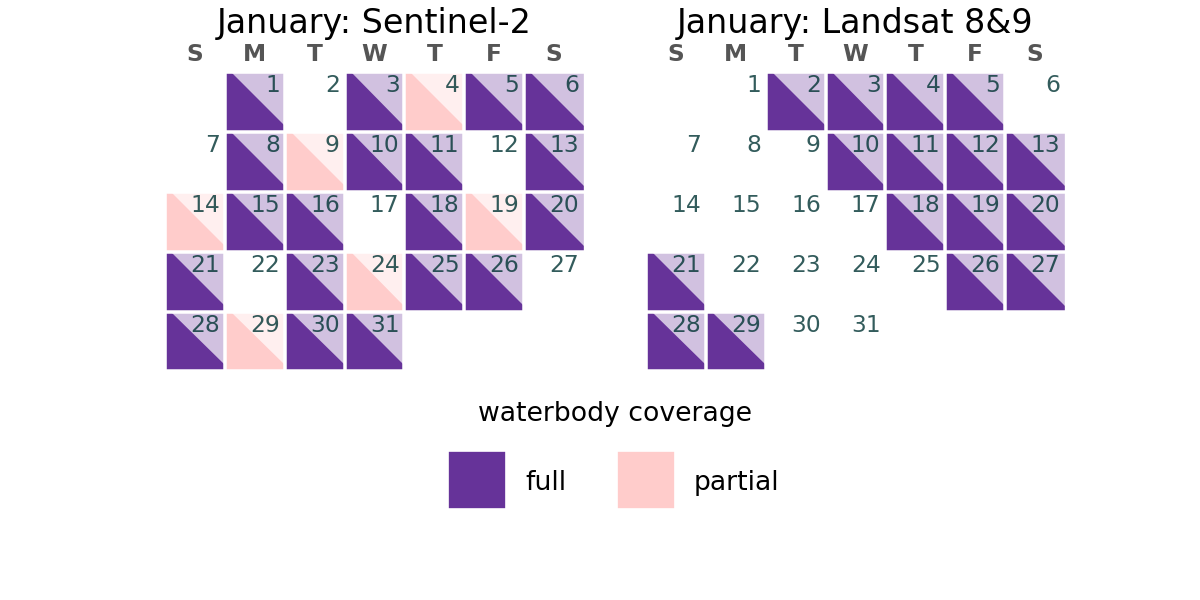 January: Sentinel-2
S M T W T F S
1 2 3 4 5 6
7 8 9 10 11 12 13
14 15 16 17 18 19 20
21 22 23 24 25 26 27
28 29 30 31
January: Landsat 8&9
S M T W T F S
1 2 3 4 5 6
7 8 9 10 11 12 13
14 15 16 17 18 19 20
21 22 23 24 25 26 27
28 29 30 31
waterbody coverage
full partial